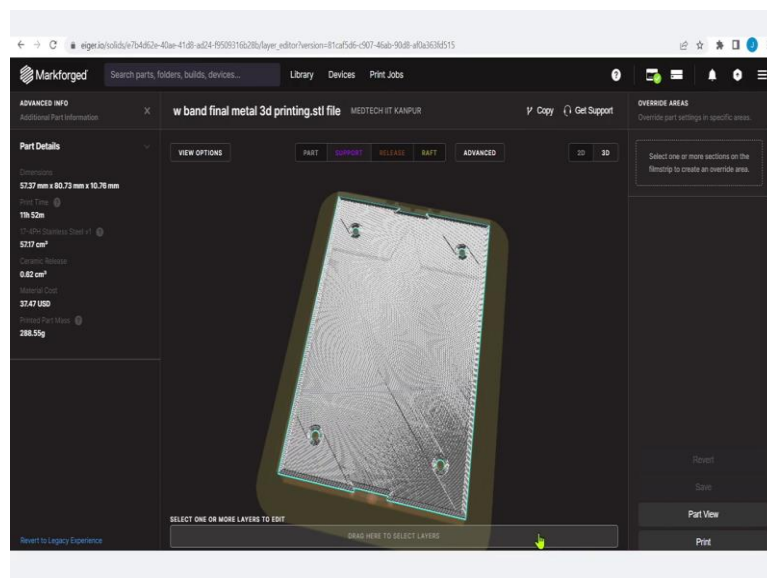 eiger.io/solids/e7b4d62e-40ae-41d8-ad24-f9509316b28b/layer_editor?version=81caf5d6-c907-46ab-90d8-af0a363fd515
Markforged
Search parts, folders, builds, devices...
Library Devices Print Jobs
ADVANCED INFO
Additional Part Information
X
w band final metal 3d printing.stl file MEDTECH IIT KANPUR
Copy Get Support
OVERRIDE AREAS
Override part settings in specific areas.
Part Details
VIEW OPTIONS
PART SUPPORT RELEASE RAFT
ADVANCED
2D 3D
Select one or more sections on the
filmstrip to create an override area.
Dimensions
57.37 mm x 80.73 mm x 10.76 mm
Print Time
11h 52m
17-4PH Stainless Steel v1
57.17 cm³
Ceramic Release
0.62 cm³
Material Cost
37.47 USD
Printed Part Mass
288.55g
Revert
Save
Part View
Print
SELECT ONE OR MORE LAYERS TO EDIT
DRAG HERE TO SELECT LAYERS
Revert to Legacy Experience